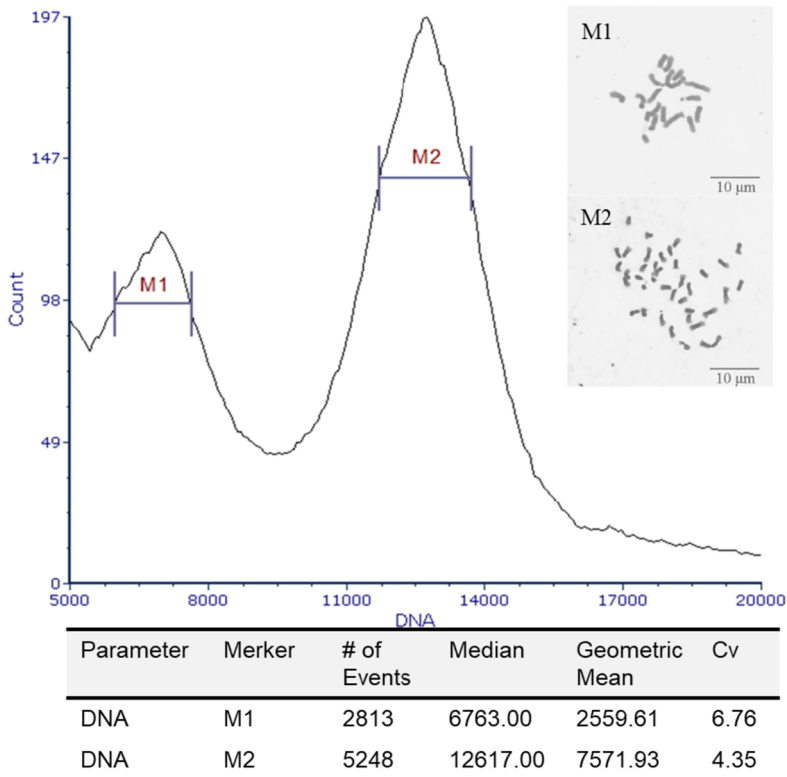 197
147
98
49
0
Count
M1
M2
5000 8000 11000 14000 17000 20000
DNA
M1
10 μm
M2
10 μm
Parameter Merker # of Events Median Geometric Mean Cv
DNA M1 2813 6763.00 2559.61 6.76
DNA M2 5248 12617.00 7571.93 4.35